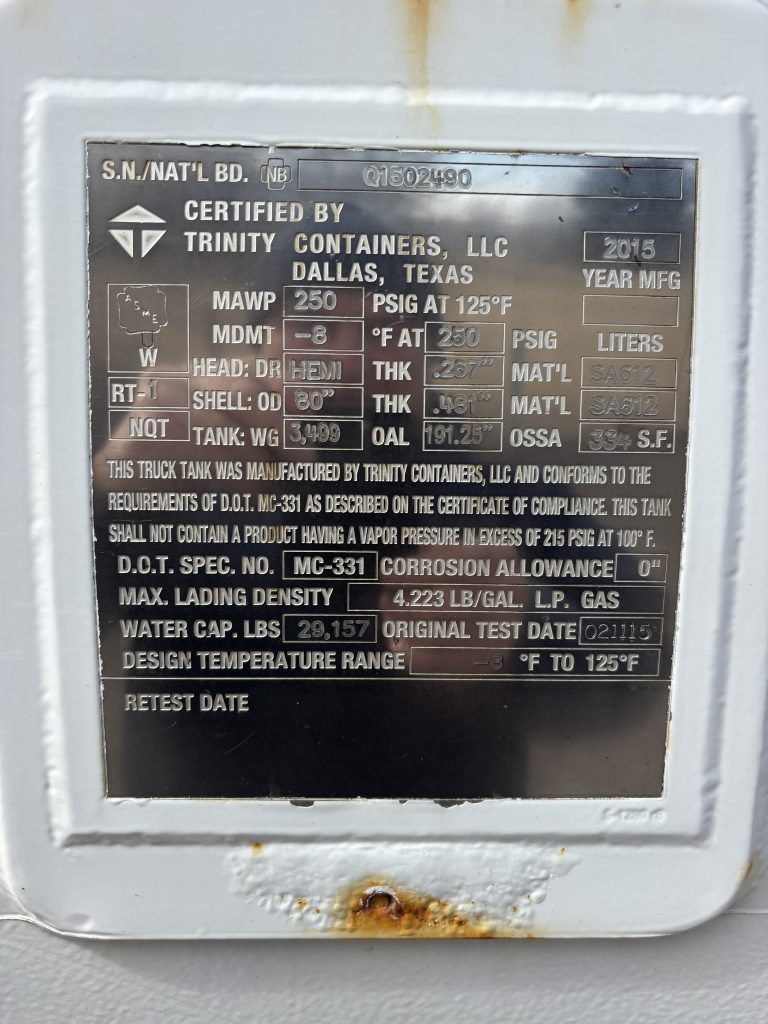 S.N./NAT'L BD. NB Q1502490
CERTIFIED BY
TRINITY CONTAINERS, LLC 2015
DALLAS, TEXAS YEAR MFG
ASME
W
MAWP 250 PSIG AT 125°F
MDMT -8 °F AT 250 PSIG LITERS
HEAD: DR HEMI THK .267" MAT'L SA612
RT-1 SHELL: OD 80" THK .481" MAT'L SA612
NQT TANK: WG 3,499 OAL 191.25" OSSA 334 S.F.
THIS TRUCK TANK WAS MANUFACTURED BY TRINITY CONTAINERS, LLC AND CONFORMS TO THE
REQUIREMENTS OF D.O.T. MC-331 AS DESCRIBED ON THE CERTIFICATE OF COMPLIANCE. THIS TANK
SHALL NOT CONTAIN A PRODUCT HAVING A VAPOR PRESSURE IN EXCESS OF 215 PSIG AT 100° F.
D.O.T. SPEC. NO. MC-331 CORROSION ALLOWANCE 0"
MAX. LADING DENSITY 4.223 LB/GAL. L.P. GAS
WATER CAP. LBS 29,157 ORIGINAL TEST DATE 021115
DESIGN TEMPERATURE RANGE -8 °F TO 125°F
RETEST DATE